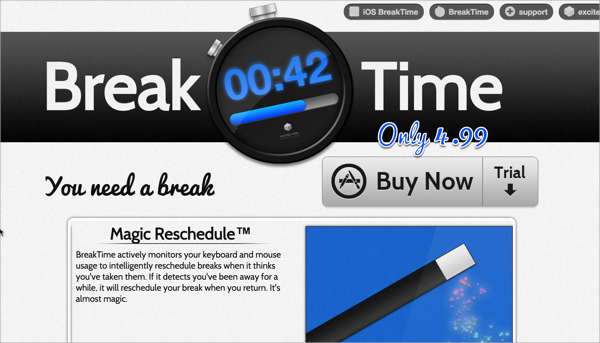 iOS BreakTime BreakTime support excite
Break 00:42 Time
Only 4.99
You need a break
Buy Now Trial
Magic Reschedule™
BreakTime actively monitors your keyboard and mouse
usage to intelligently reschedule breaks when it thinks
you've taken them. If it detects you've been away for a
while, it will reschedule your break when you return. It's
almost magic.